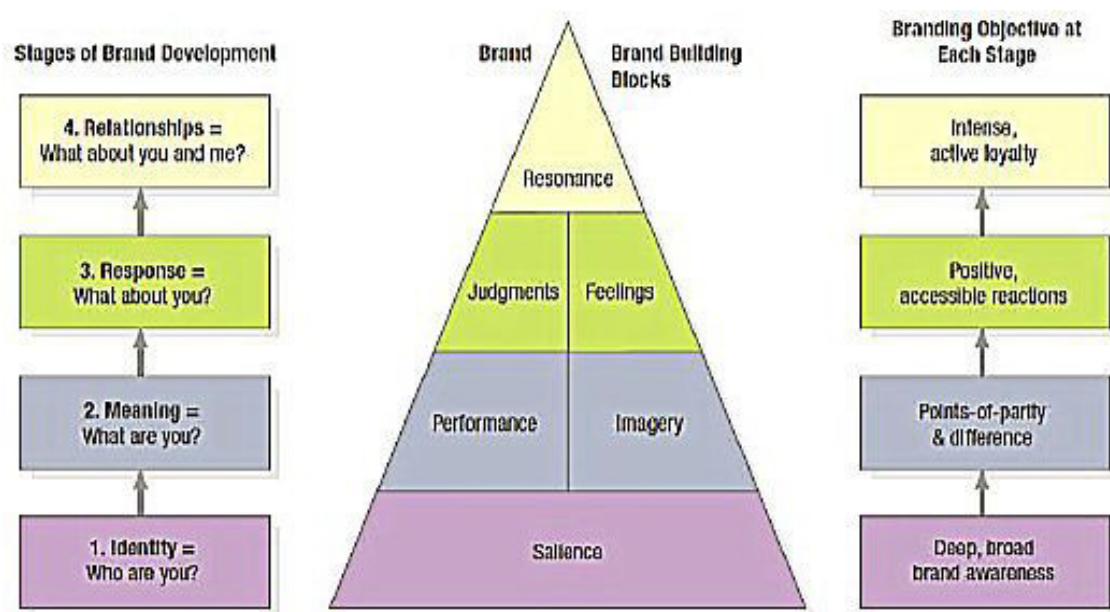 Stages of Brand Development
4. Relationships =
What about you and me?
3. Response =
What about you?
2. Meaning =
What are you?
1. Identity =
Who are you?
Brand
Brand Building
Blocks
Resonance
Judgments
Feelings
Performance
Imagery
Salience
Branding Objective at
Each Stage
Intense,
active loyalty
Positive,
accessible reactions
Points-of-parity
& difference
Deep, broad
brand awareness